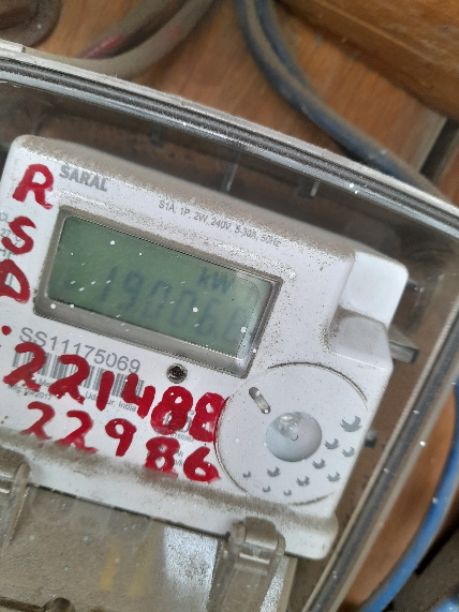 SARAL
S1A, 1P, 2W, 240V, 5-30A, 50Hz
R
S
D
kW
SS11175069
221488
22986